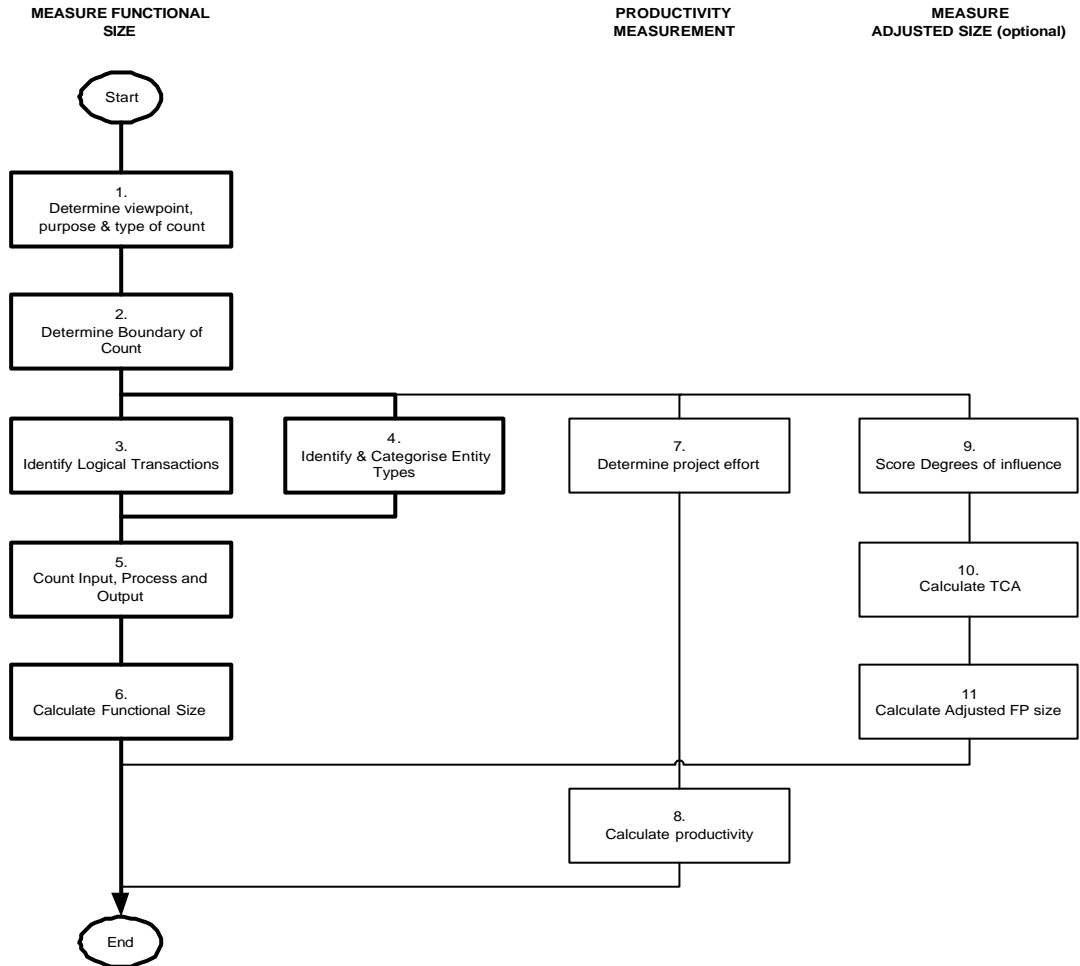 MEASURE FUNCTIONAL
SIZE
PRODUCTIVITY
MEASUREMENT
MEASURE
ADJUSTED SIZE (optional)
Start
1.
Determine viewpoint,
purpose & type of count
2.
Determine Boundary of
Count
3.
Identify Logical Transactions
4.
Identify & Categorise Entity
Types
7.
Determine project effort
9.
Score Degrees of influence
5.
Count Input, Process and
Output
10.
Calculate TCA
6.
Calculate Functional Size
11
Calculate Adjusted FP size
8.
Calculate productivity
End